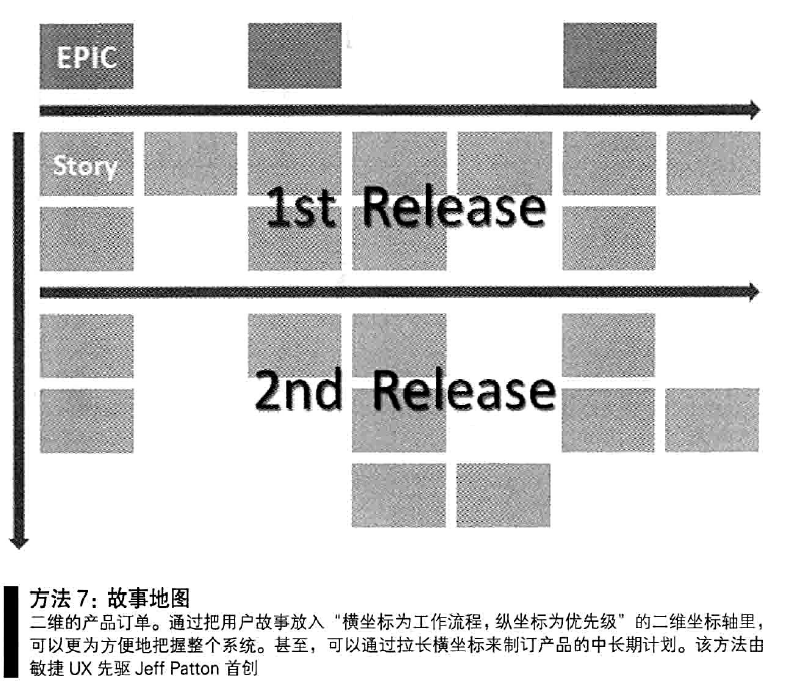 EPIC
Story
1st Release
2nd Release
方法 7：故事地图
二维的产品订单。通过把用户故事放入“横坐标为工作流程，纵坐标为优先级”的二维坐标轴里，
可以更为方便地把握整个系统。甚至，可以通过拉长横坐标来制订产品的中长期计划。该方法由
敏捷 UX 先驱 Jeff Patton 首创